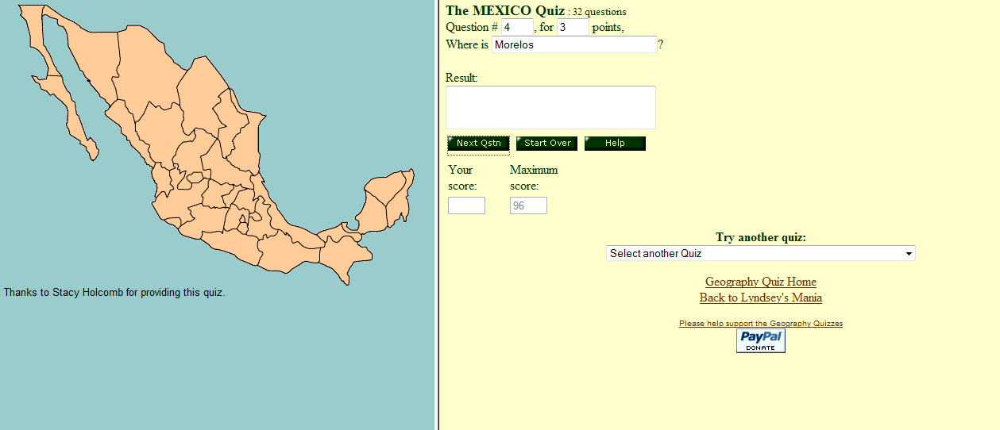 The MEXICO Quiz : 32 questions
Question # 4 , for 3 points,
Where is Morelos ?
Result:
Next Qstn Start Over Help
Your score: Maximum score:
96
Try another quiz:
Select another Quiz
Geography Quiz Home
Back to Lyndsey's Mania
Please help support the Geography Quizzes
PayPal
DONATE
Thanks to Stacy Holcomb for providing this quiz.